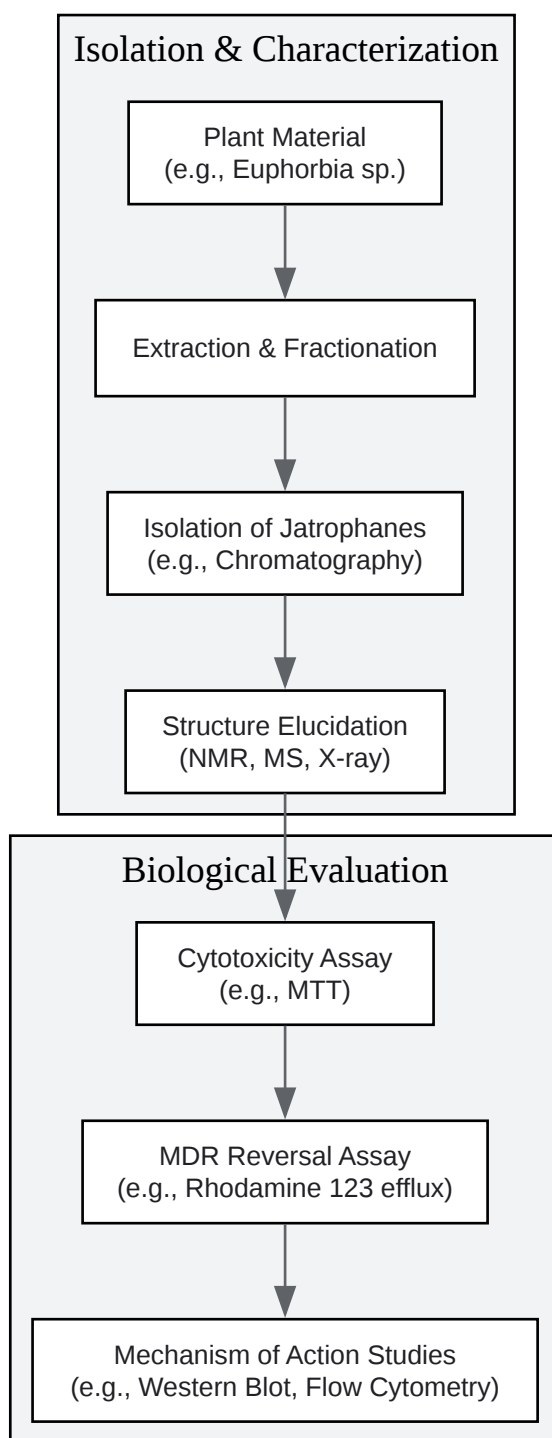 Isolation & Characterization
Plant Material
(e.g., Euphorbia sp.)
Extraction & Fractionation
Isolation of Jatrophanes
(e.g., Chromatography)
Structure Elucidation
(NMR, MS, X-ray)
Biological Evaluation
Cytotoxicity Assay
(e.g., MTT)
MDR Reversal Assay
(e.g., Rhodamine 123 efflux)
Mechanism of Action Studies
(e.g., Western Blot, Flow Cytometry)